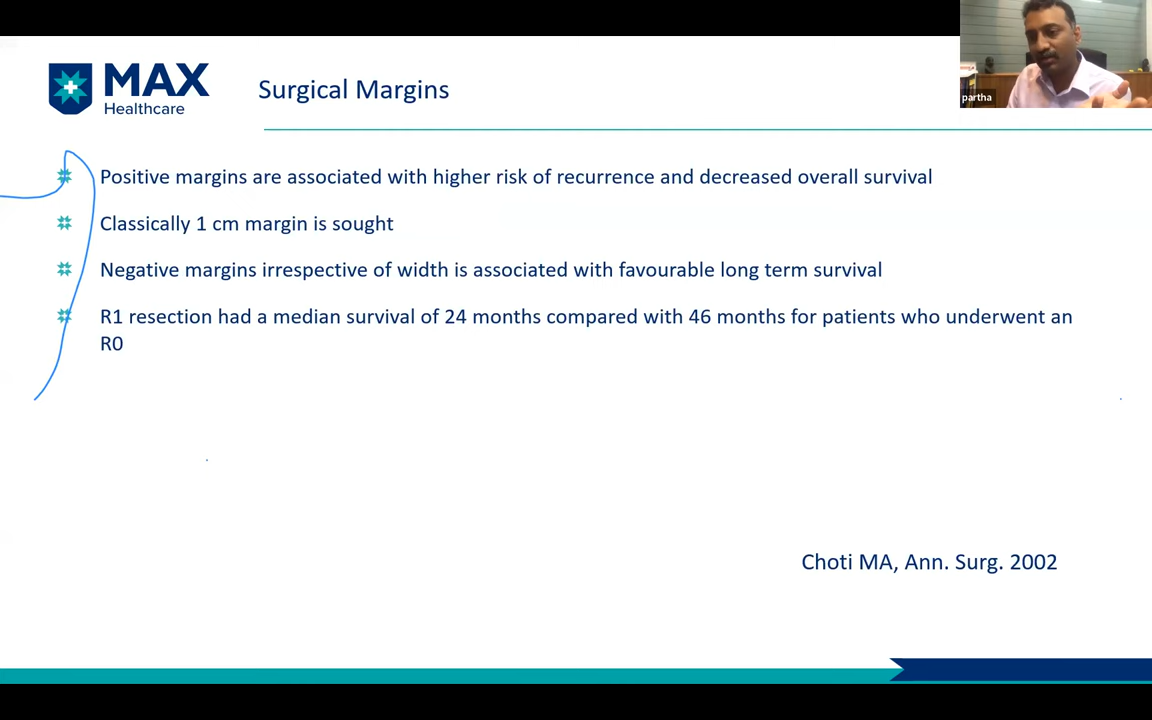 MAX
Healthcare
Surgical Margins
partha
Positive margins are associated with higher risk of recurrence and decreased overall survival
Classically 1 cm margin is sought
Negative margins irrespective of width is associated with favourable long term survival
R1 resection had a median survival of 24 months compared with 46 months for patients who underwent an
R0
Choti MA, Ann. Surg. 2002